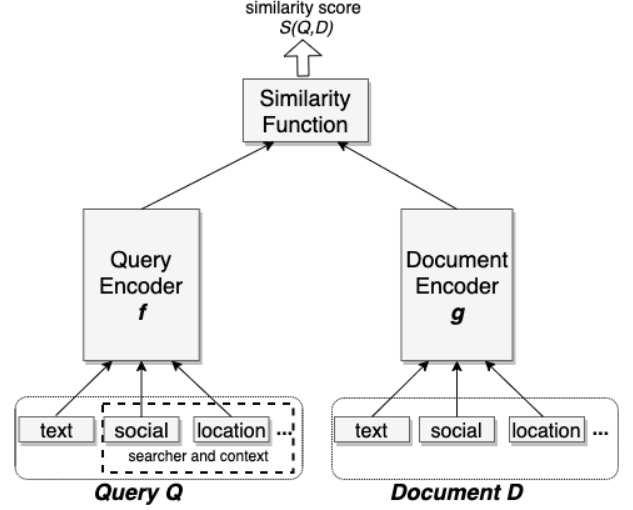 similarity score
S(Q,D)
Similarity
Function
Query
Encoder
f
Document
Encoder
g
text
social
location
...
searcher and context
text
social
location
...
Query Q
Document D